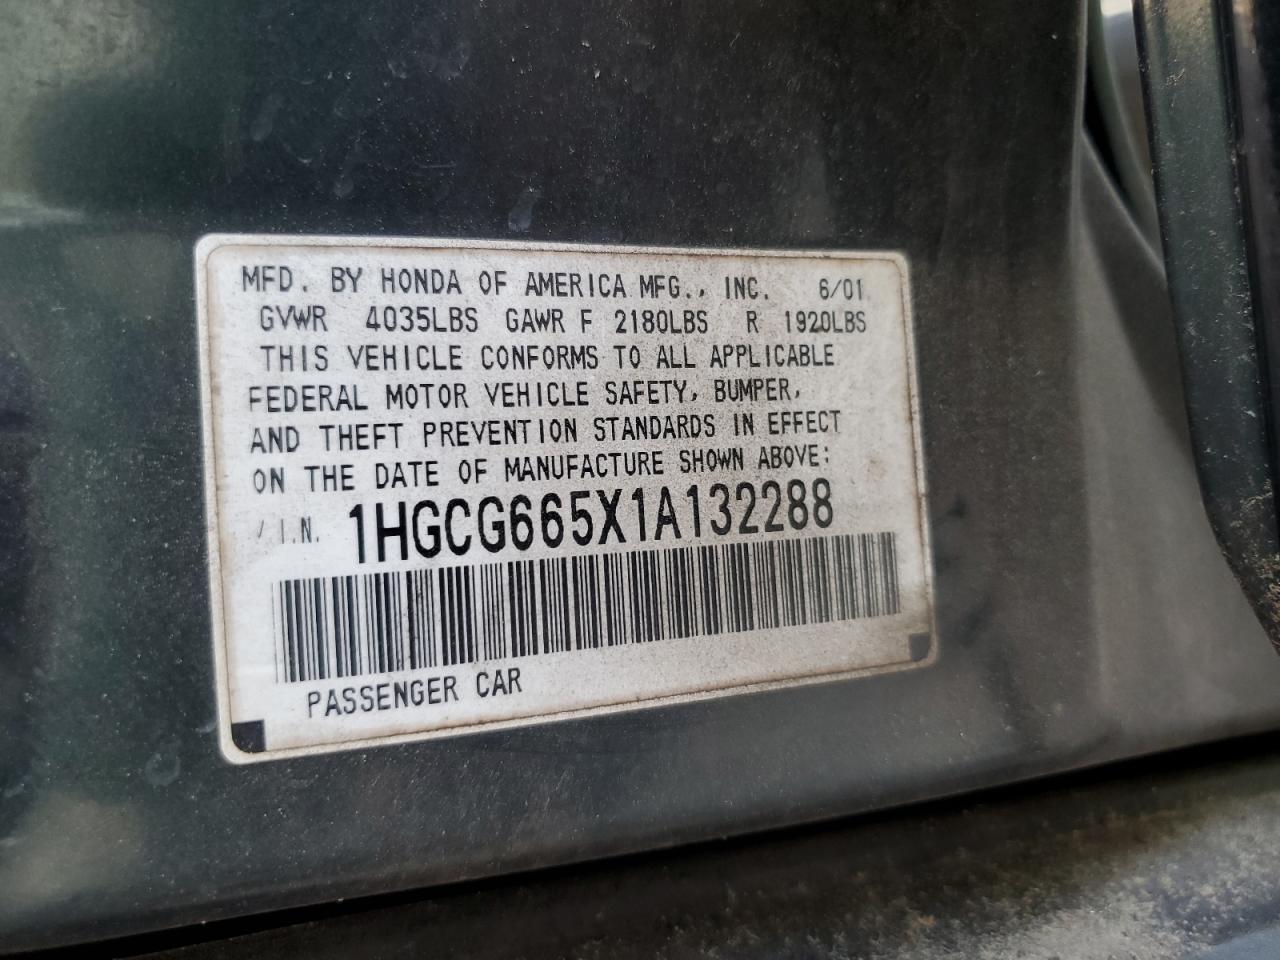 MFD. BY HONDA OF AMERICA MFG., INC. 6/01
GVWR 4035LBS GAWR F 2180LBS R 1920LBS
THIS VEHICLE CONFORMS TO ALL APPLICABLE
FEDERAL MOTOR VEHICLE SAFETY, BUMPER,
AND THEFT PREVENTION STANDARDS IN EFFECT
ON THE DATE OF MANUFACTURE SHOWN ABOVE:
V.I.N. 1HGCG665X1A132288
PASSENGER CAR